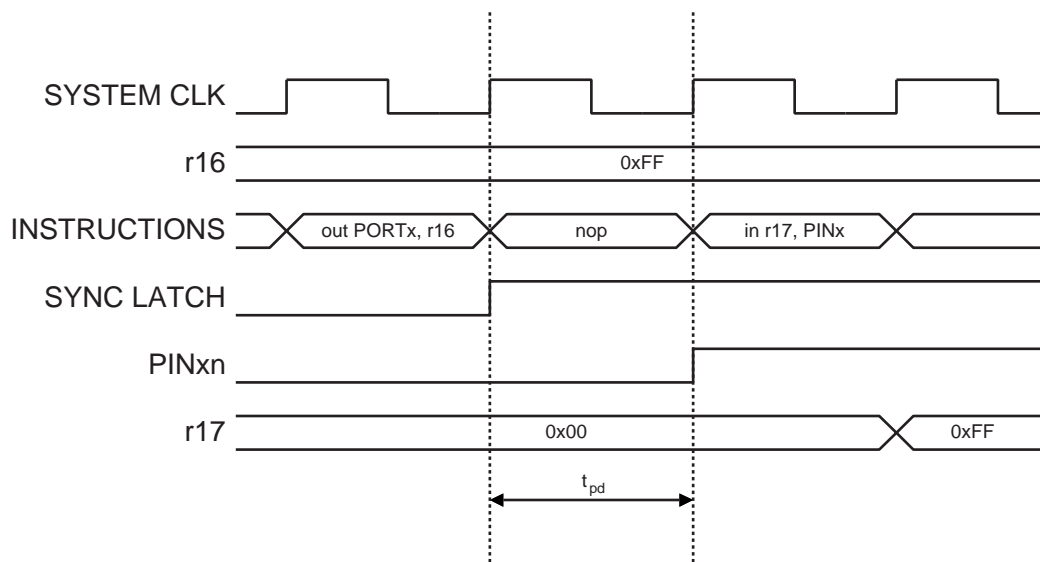 SYSTEM CLK
r16
0xFF
INSTRUCTIONS
out PORTx, r16
nop
in r17, PINx
SYNC LATCH
PINxn
r17
0x00
0xFF
tpd